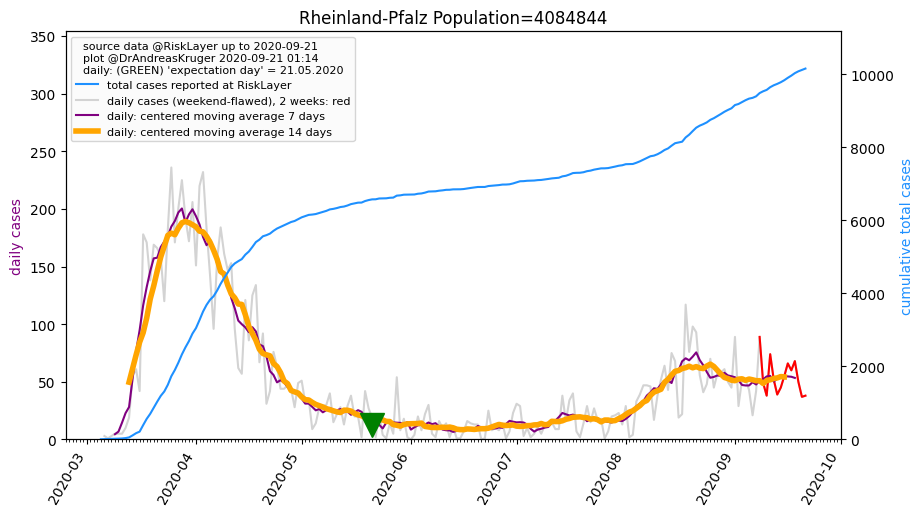 Rheinland-Pfalz Population=4084844
source data @RiskLayer up to 2020-09-21
plot @DrAndreasKruger 2020-09-21 01:14
daily: (GREEN) 'expectation day' = 21.05.2020
total cases reported at RiskLayer
daily cases (weekend-flawed), 2 weeks: red
daily: centered moving average 7 days
daily: centered moving average 14 days
daily cases
350
300
250
200
150
100
50
0
cumulative total cases
10000
8000
6000
4000
2000
0
2020-03
2020-04
2020-05
2020-06
2020-07
2020-08
2020-09
2020-10